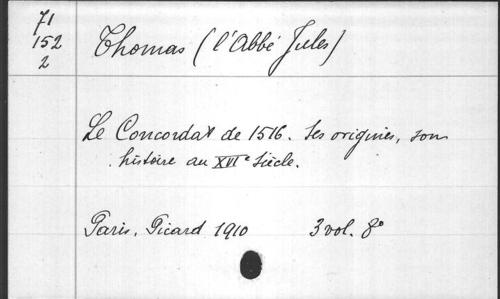 71
152
2
Thomas (l'Abbé Jules)
Le Concordat de 1516. Ses origines, son
histoire au XVIe Siècle.
Paris, Picard 1910 3 vol. 8°